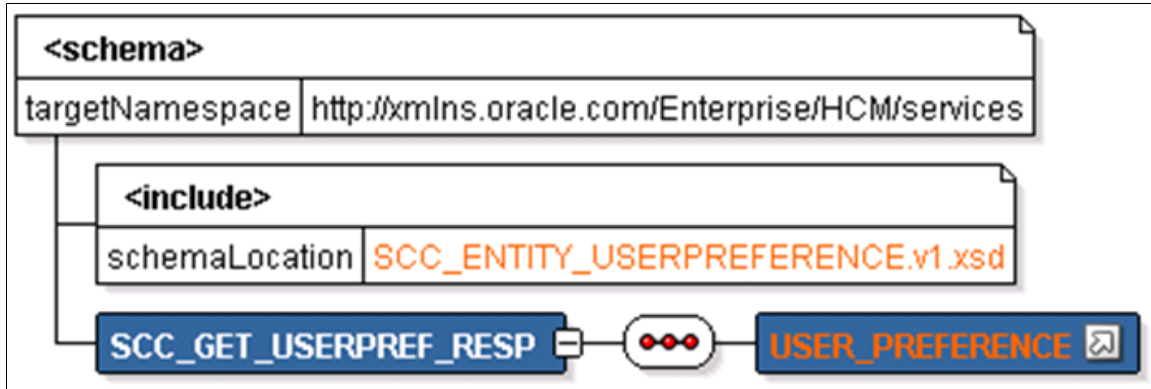 <schema>
targetNamespace http://xmlns.oracle.com/Enterprise/HCM/services
<include>
schemaLocation SCC_ENTITY_USERPREFERENCE.v1.xsd
SCC_GET_USERPREF_RESP USER_PREFERENCE